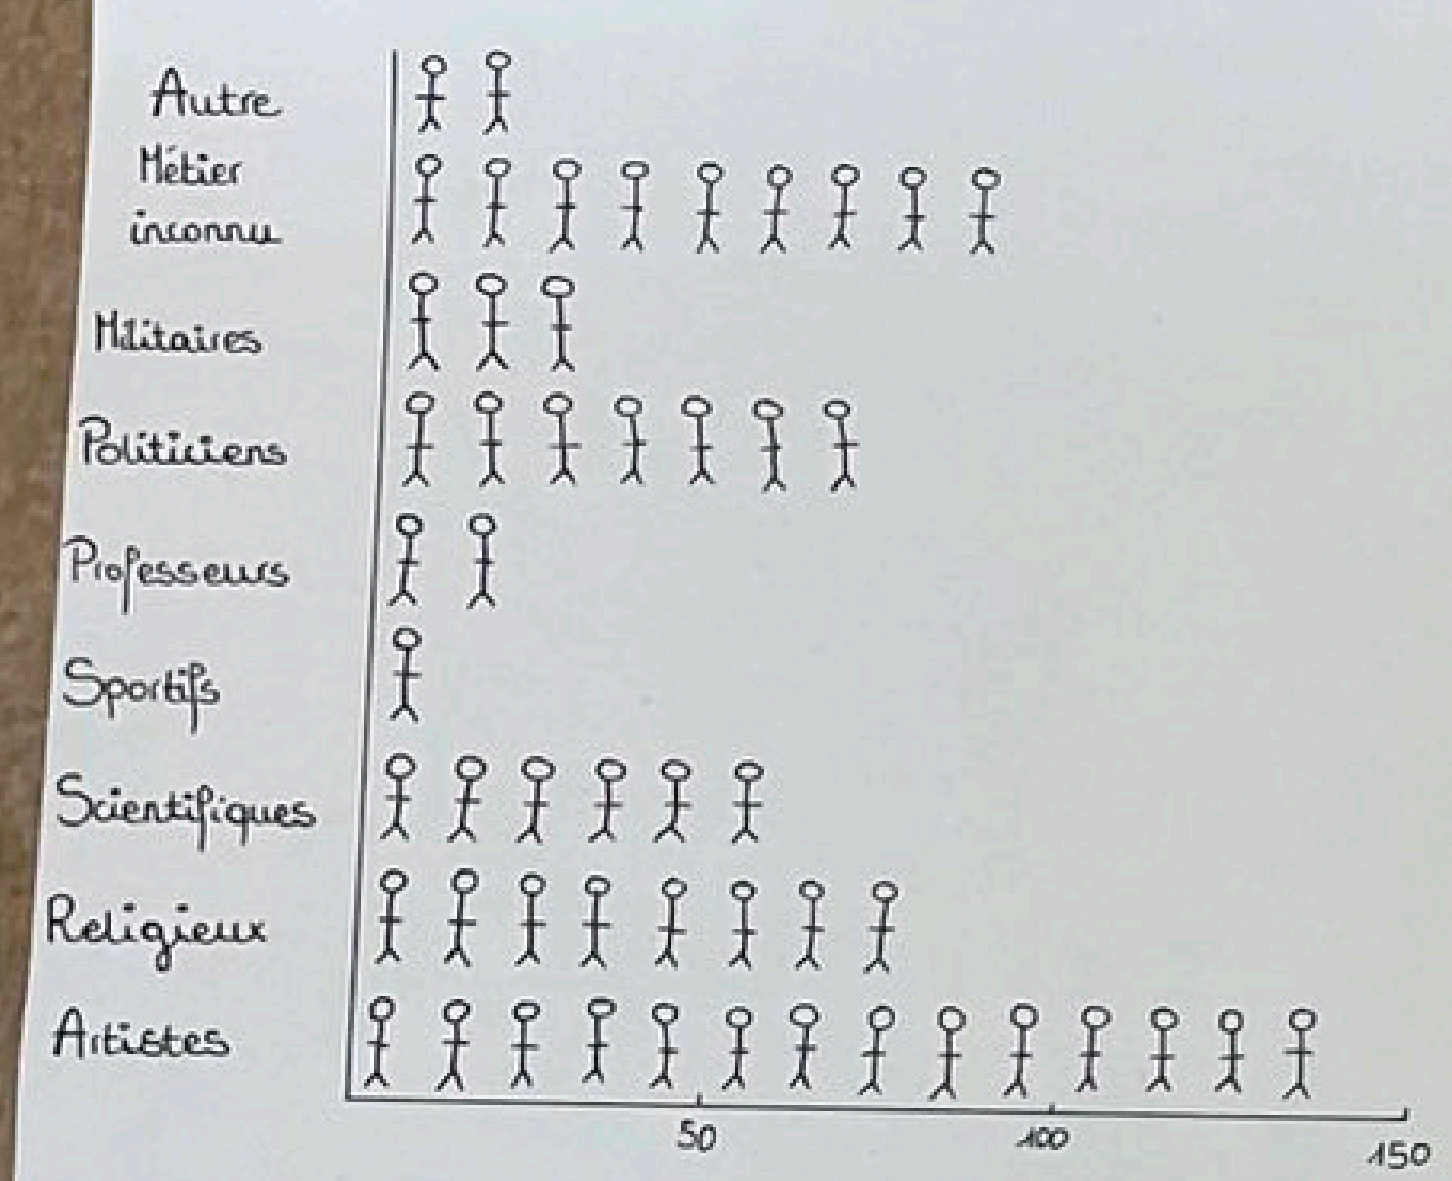 Autre
Métier
inconnu
Militaires
Politiciens
Professeurs
Sportifs
Scientifiques
Religieux
Artistes
50
100
150